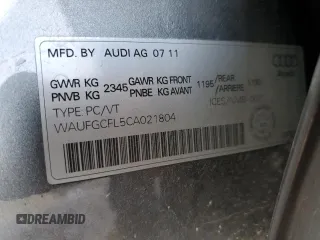 MFD. BY AUDI AG 07 11
GVWR KG 2345 GAWR KG FRONT 1195 /REAR
PNVB KG PNBE KG AVANT /ARRIERE
TYPE: PC/VT
WAUFGCFL5CA021804
DREAMBID